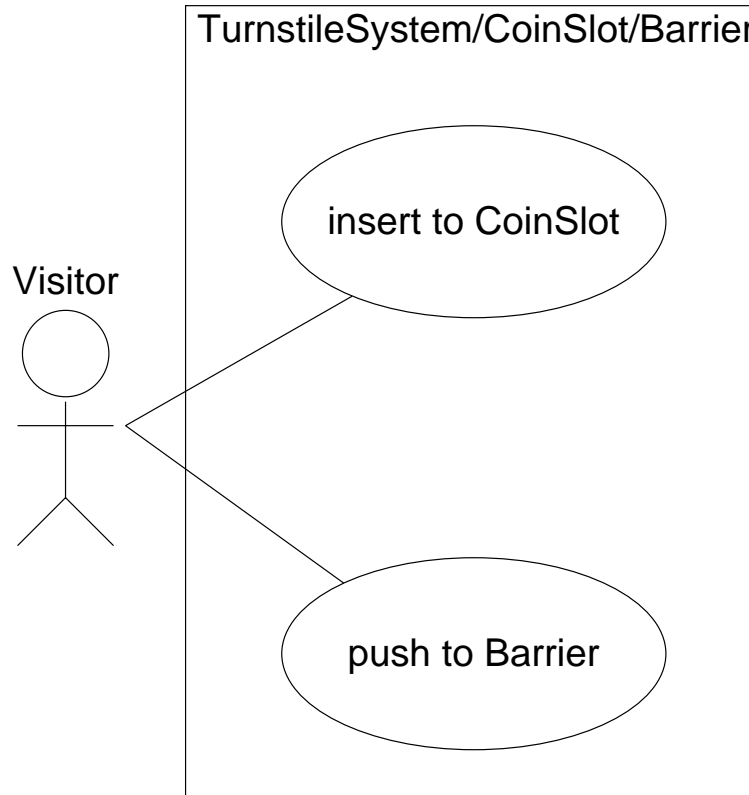 TurnstileSystem/CoinSlot/Barrier
insert to CoinSlot
Visitor
push to Barrier